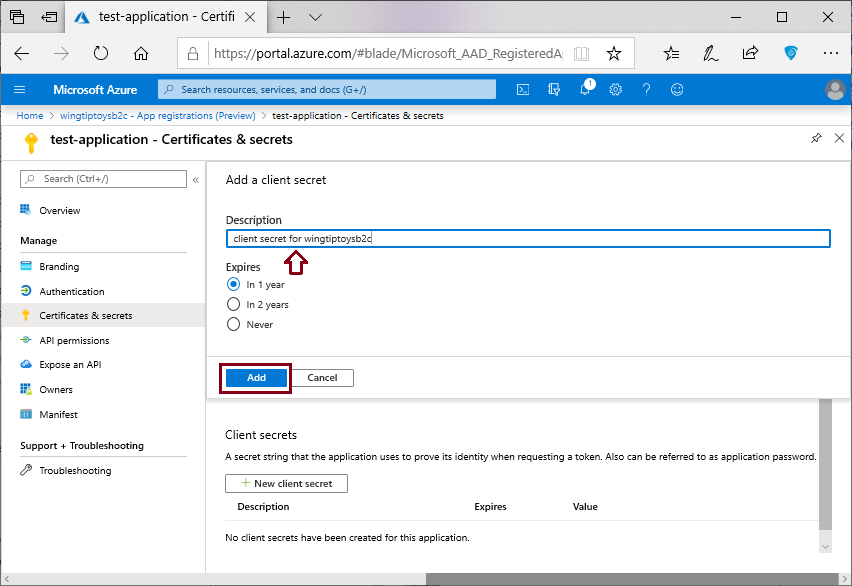 test-application - Certifi
https://portal.azure.com/#blade/Microsoft_AAD_RegisteredAp
Microsoft Azure
Search resources, services, and docs (G+/)
1
Home > wingtiptoysb2c - App registrations (Preview) > test-application - Certificates & secrets
test-application - Certificates & secrets
Search (Ctrl+/)
Overview
Manage
Branding
Authentication
Certificates & secrets
API permissions
Expose an API
Owners
Manifest
Support + Troubleshooting
Troubleshooting
Add a client secret
Description
client secret for wingtiptoysb2c
Expires
In 1 year
In 2 years
Never
Add Cancel
Client secrets
A secret string that the application uses to prove its identity when requesting a token. Also can be referred to as application password.
+ New client secret
Description Expires Value
No client secrets have been created for this application.